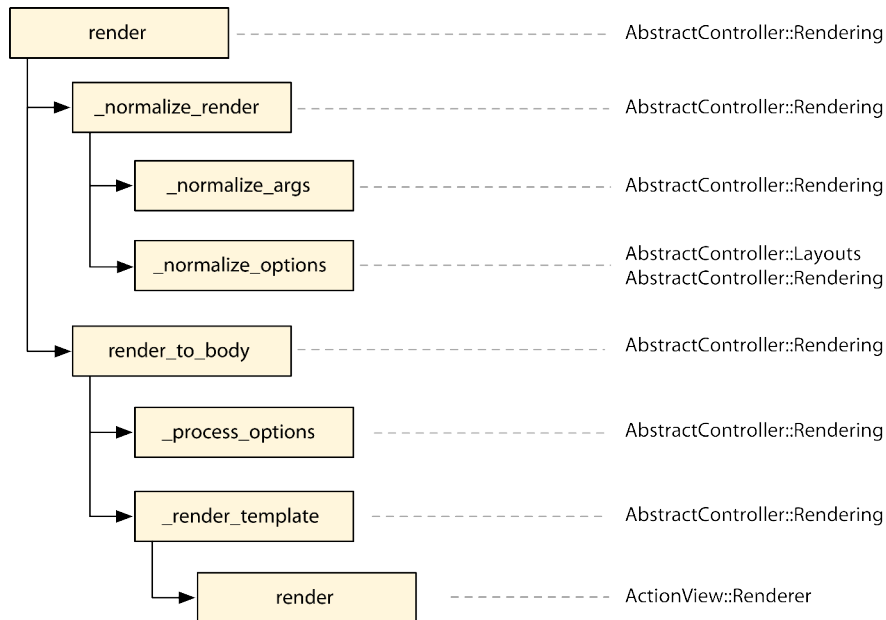 render AbstractController::Rendering
_normalize_render AbstractController::Rendering
_normalize_args AbstractController::Rendering
_normalize_options AbstractController::Layouts
AbstractController::Rendering
render_to_body AbstractController::Rendering
_process_options AbstractController::Rendering
_render_template AbstractController::Rendering
render ActionView::Renderer